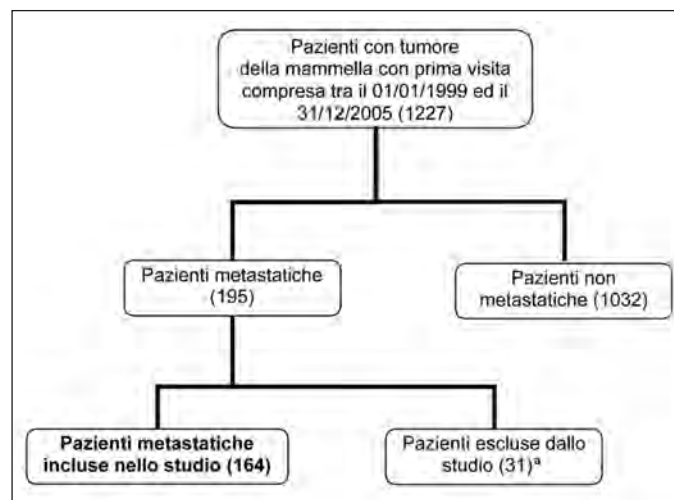 Pazienti con tumore
della mammella con prima visita
compresa tra il 01/01/1999 ed il
31/12/2005 (1227)
Pazienti metastatiche
(195)
Pazienti non
metastatiche (1032)
Pazienti metastatiche
incluse nello studio (164)
Pazienti escluse dallo
studio (31)ª